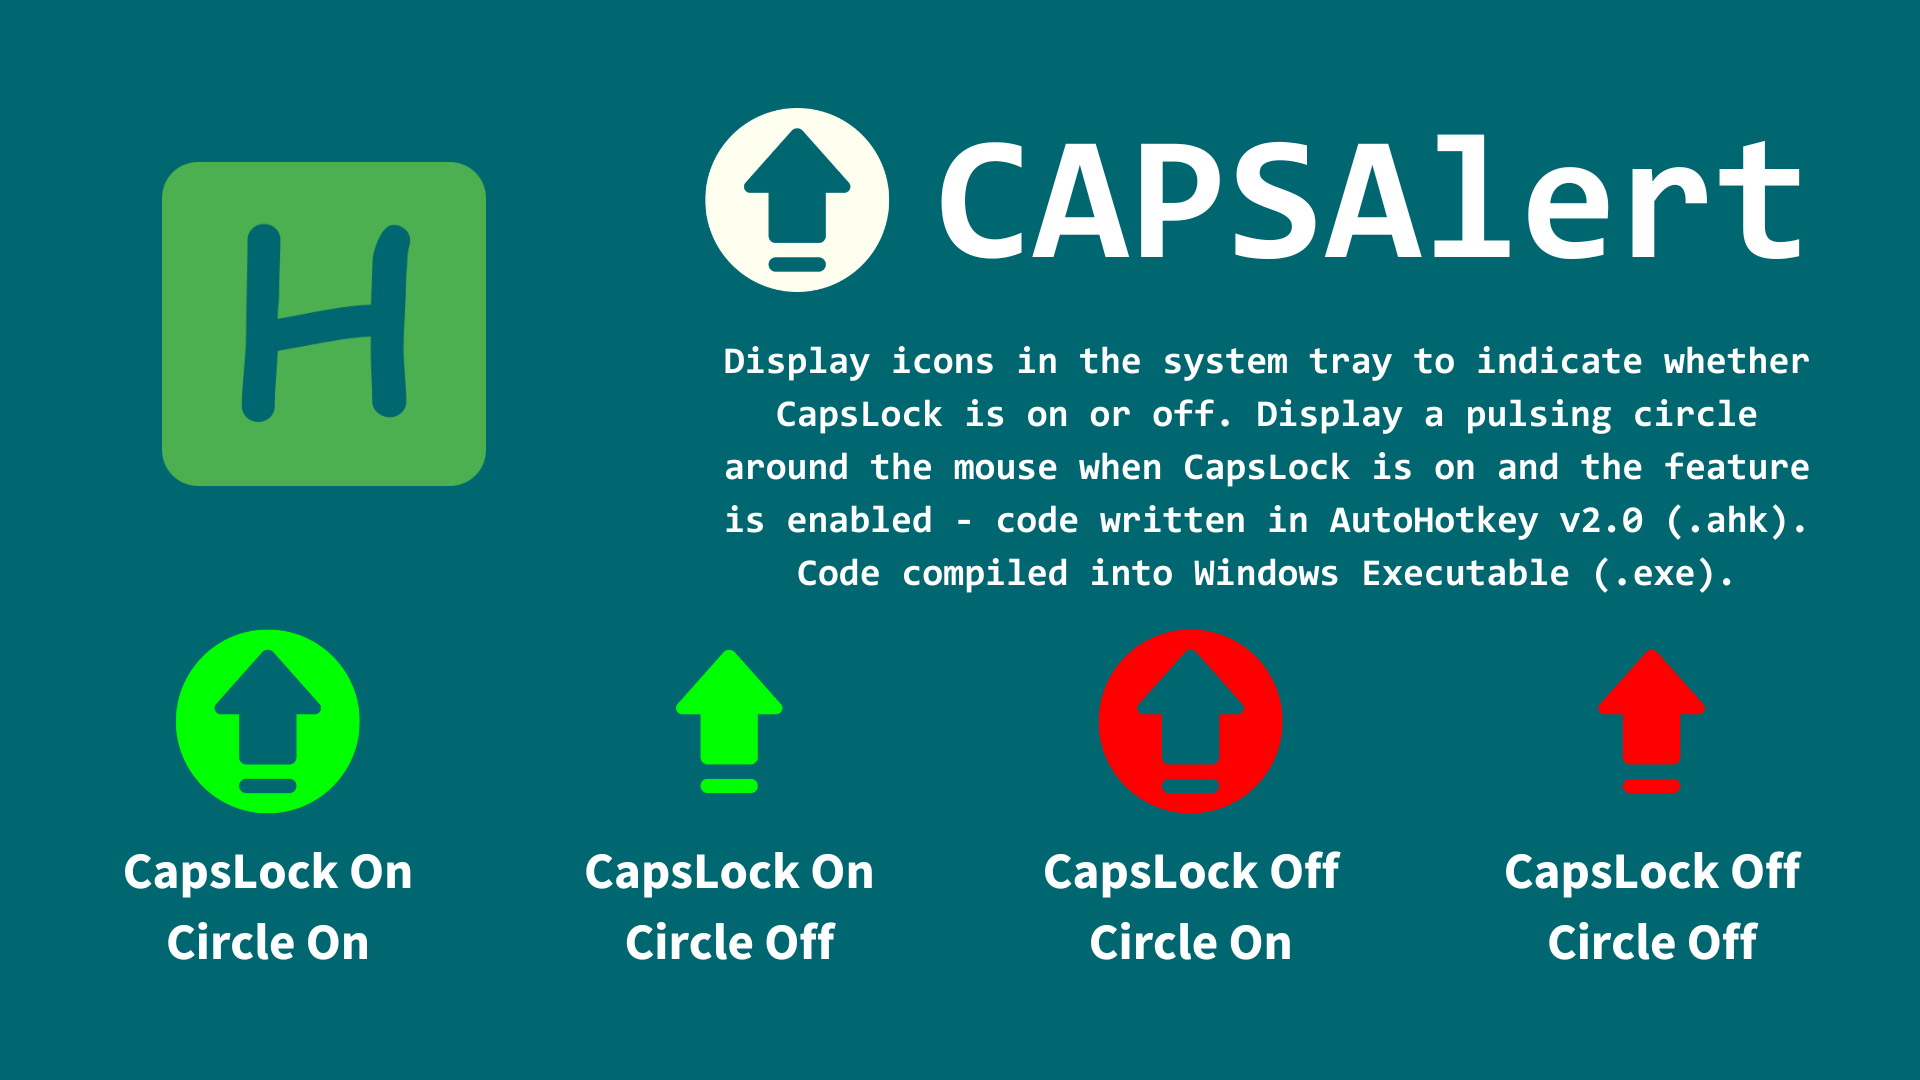 H
CAPSAlert
Display icons in the system tray to indicate whether
CapsLock is on or off. Display a pulsing circle
around the mouse when CapsLock is on and the feature
is enabled - code written in AutoHotkey v2.0 (.ahk).
Code compiled into Windows Executable (.exe).
CapsLock On
Circle On
CapsLock On
Circle Off
CapsLock Off
Circle On
CapsLock Off
Circle Off